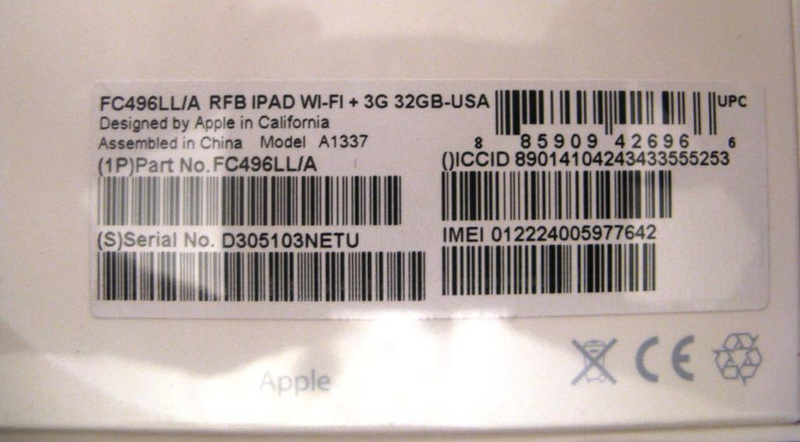 FC496LL/A RFB IPAD WI-FI + 3G 32GB-USA
Designed by Apple in California
Assembled in China Model A1337
(1P)Part No. FC496LL/A
(S)Serial No. D305103NETU
UPC
8 85909 42696 6
()ICCID 89014104243433555253
IMEI 012224005977642
Apple
CE